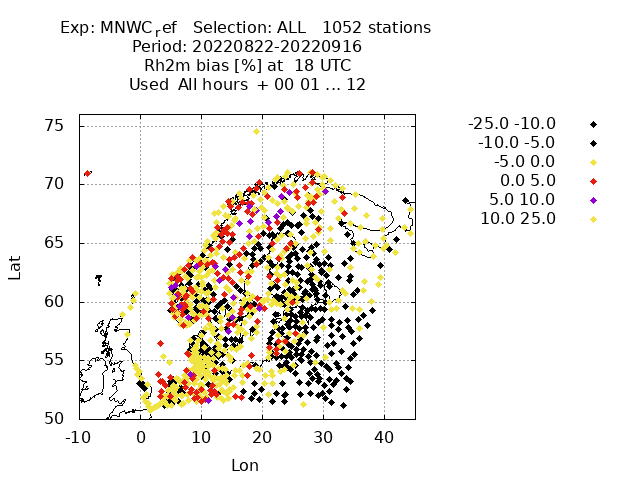 Exp: MNWC_ref   Selection: ALL   1052 stations
Period: 20220822-20220916
Rh2m bias [%] at  18 UTC
Used  All hours  + 00 01 ... 12
-25.0 -10.0
-10.0 -5.0
-5.0 0.0
0.0 5.0
5.0 10.0
10.0 25.0
75
70
65
60
55
50
Lat
-10 0 10 20 30 40
Lon